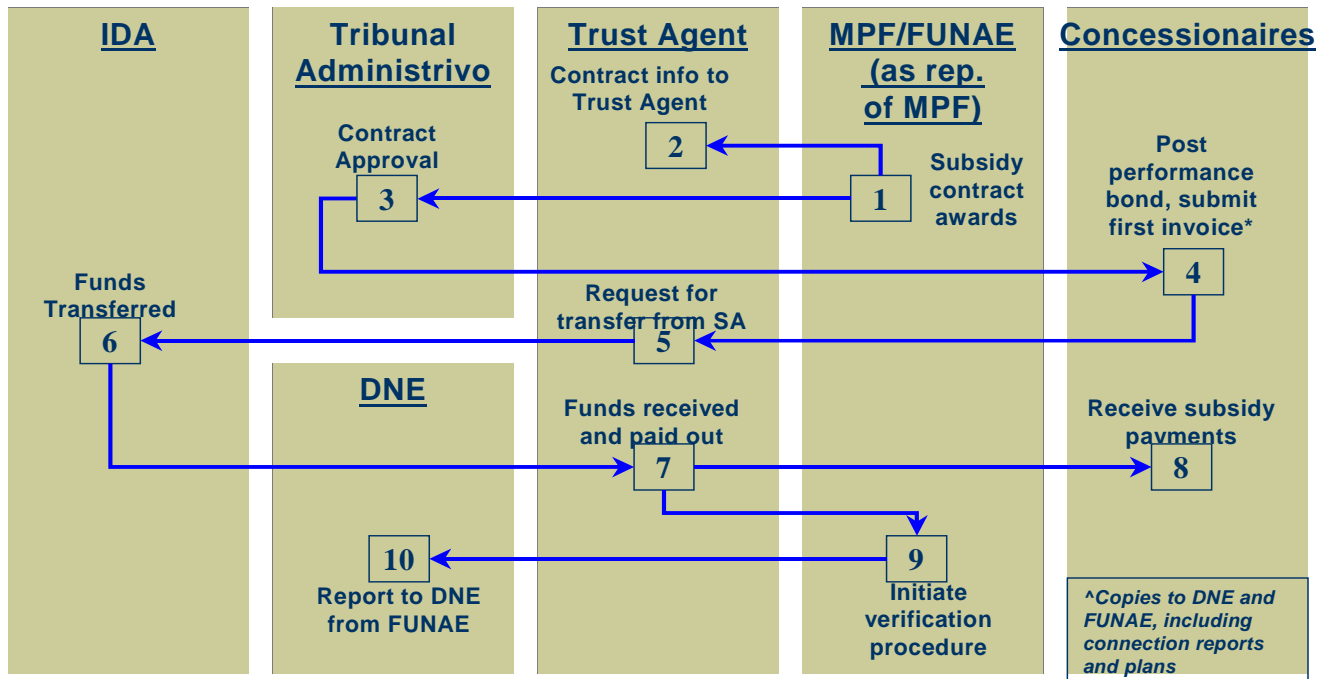 IDA
Tribunal
Administrivo
Trust Agent
MPF/FUNAE
(as rep.
of MPF)
Concessionaires
Contract info to
Trust Agent
2
Contract
Approval
3
1
Subsidy
contract
awards
Post
performance
bond, submit
first invoice*
4
Funds
Transferred
6
Request for
transfer from SA
5
DNE
Funds received
and paid out
7
Receive subsidy
payments
8
10
Report to DNE
from FUNAE
9
Initiate
verification
procedure
^Copies to DNE and
FUNAE, including
connection reports
and plans